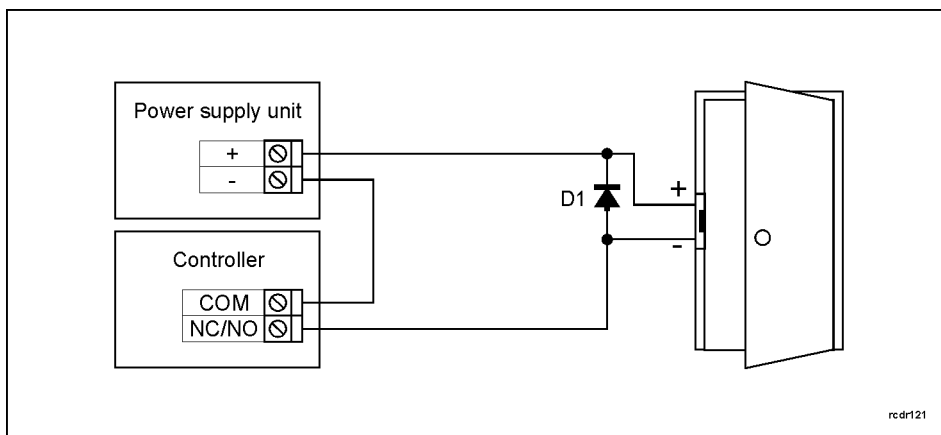 Power supply unit
+
-
D1
+
-
Controller
COM
NC/NO
rcdr121